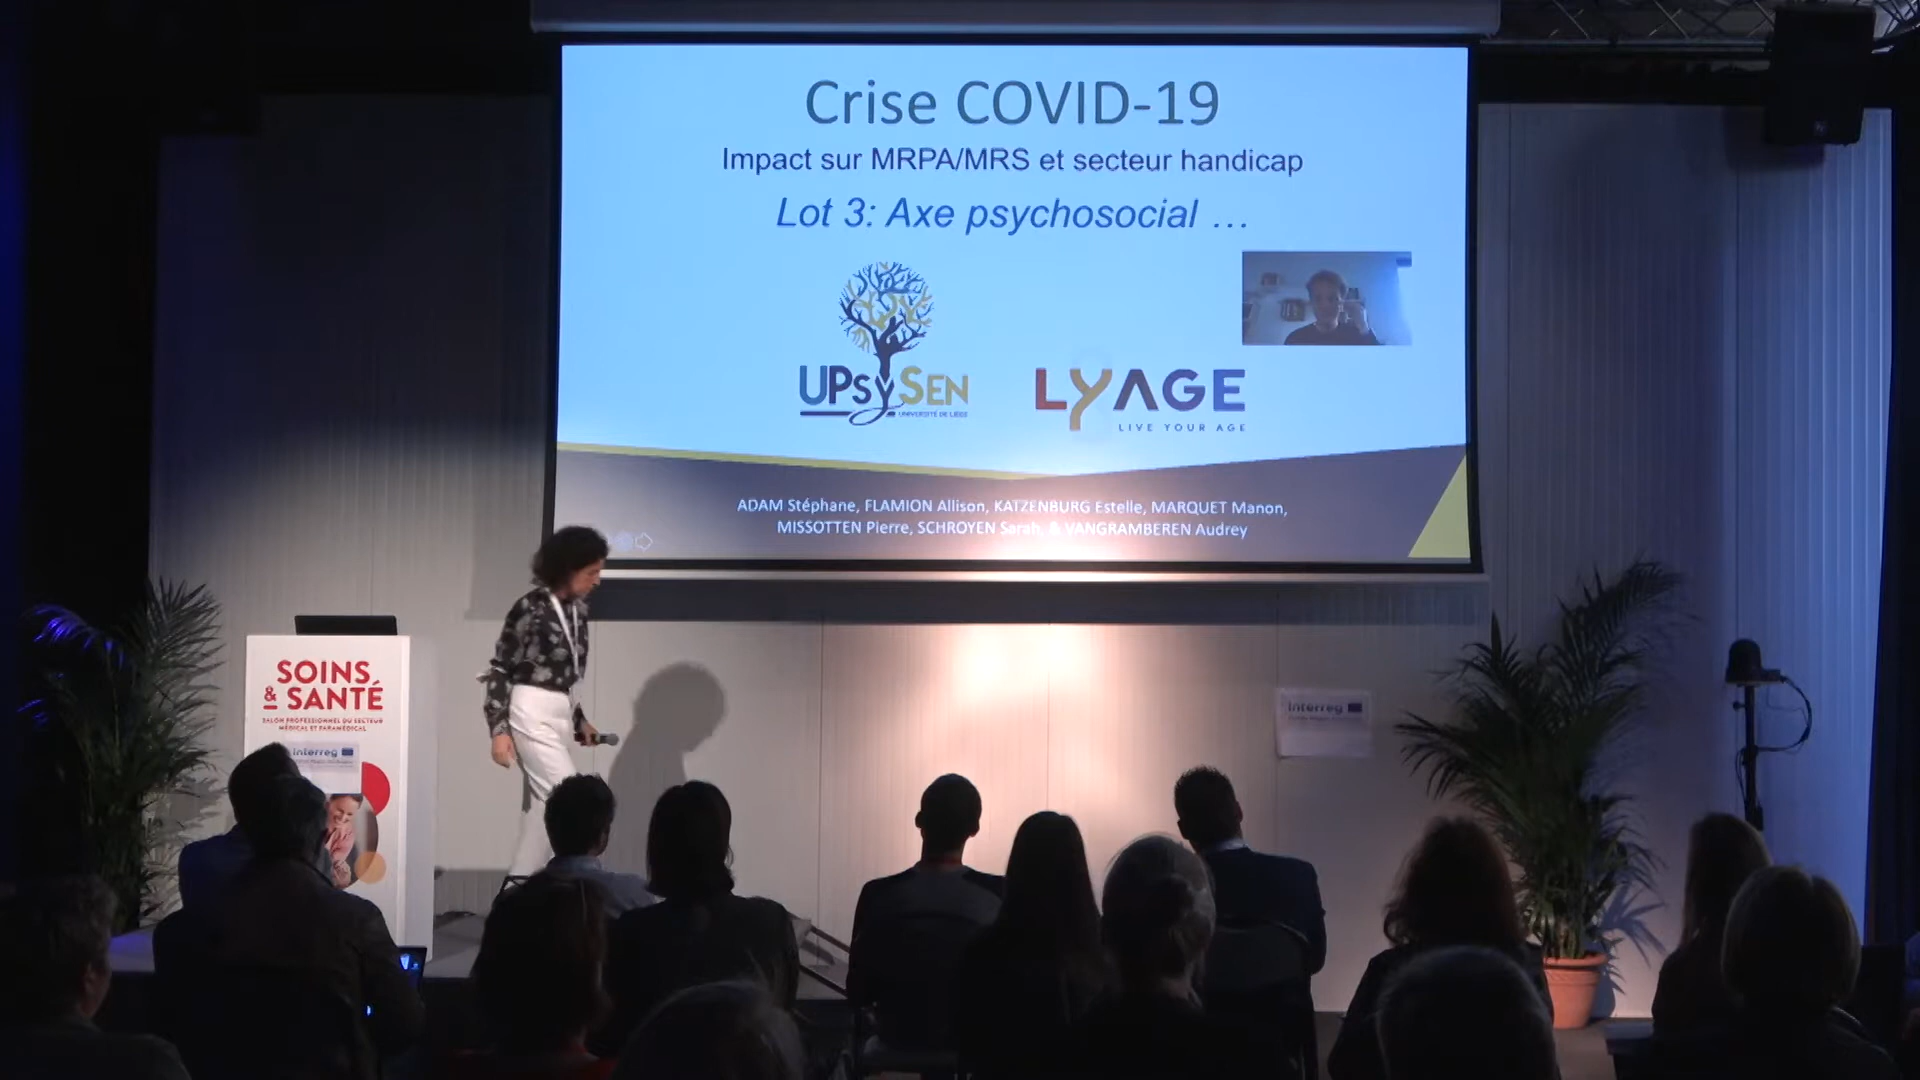 Crise COVID-19
Impact sur MRPA/MRS et secteur handicap
Lot 3: Axe psychosocial ...
UPsySen
UNIVERSITÉ DE LIÈGE
LYAGE
LIVE YOUR AGE
ADAM Stéphane, FLAMION Allison, KATZENBURG Estelle, MARQUET Manon,
MISSOTTEN Pierre, SCHROYEN Sarah, & VANGRAMBEREN Audrey
SOINS
& SANTÉ
SALON PROFESSIONNEL DU SECTEUR
MÉDICAL ET PARAMÉDICAL
Interreg
Interreg